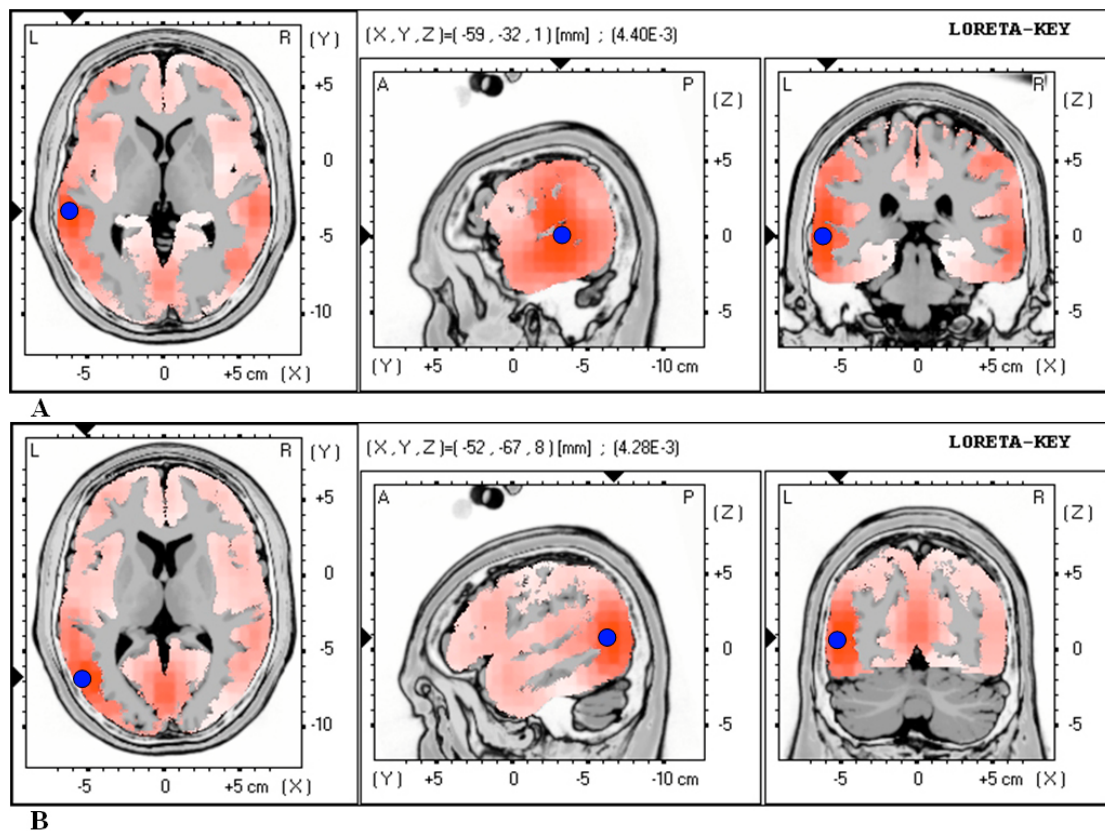 (X,Y,Z)=(-59,-32,1)[mm] ; (4.40E-3)
LORETA-KEY
L R (Y)
+5
0
-5
-10
-5 0 +5 cm (X)
A P (Z)
+5
0
-5
(Y) +5 0 -5 -10 cm
L R (Z)
+5
0
-5
-5 0 +5 cm (X)
A
(X,Y,Z)=(-52,-67,8)[mm] ; (4.28E-3)
LORETA-KEY
L R (Y)
+5
0
-5
-10
-5 0 +5 cm (X)
A P (Z)
+5
0
-5
(Y) +5 0 -5 -10 cm
L R (Z)
+5
0
-5
-5 0 +5 cm (X)
B